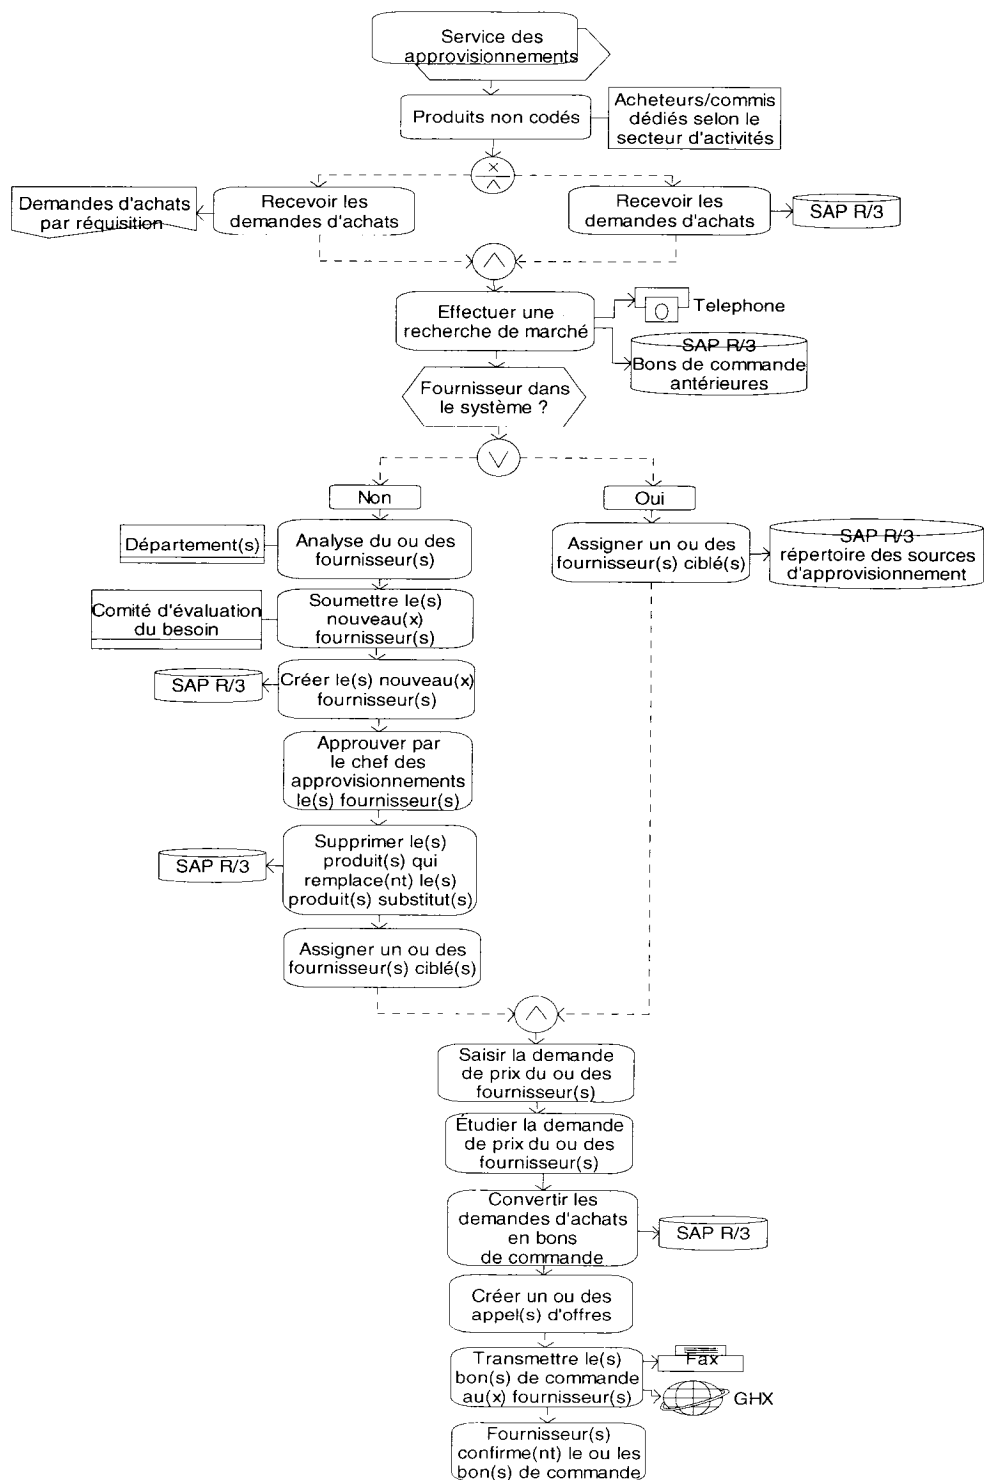 Service des
approvisionnements
Produits non codés
Acheteurs/commis
dédiés selon le
secteur d'activités
X
Demandes d'achats
par réquisition
Recevoir les
demandes d'achats
Recevoir les
demandes d'achats
SAP R/3
Effectuer une
recherche de marché
Telephone
SAP R/3
Bons de commande
antérieures
Fournisseur dans
le système ?
Non
Oui
Département(s)
Analyse du ou des
fournisseur(s)
Assigner un ou des
fournisseur(s) ciblé(s)
SAP R/3
répertoire des sources
d'approvisionnement
Comité d'évaluation
du besoin
Soumettre le(s)
nouveau(x)
fournisseur(s)
SAP R/3
Créer le(s) nouveau(x)
fournisseur(s)
Approuver par
le chef des
approvisionnements
le(s) fournisseur(s)
SAP R/3
Supprimer le(s)
produit(s) qui
remplace(nt) le(s)
produit(s) substitut(s)
Assigner un ou des
fournisseur(s) ciblé(s)
Saisir la demande
de prix du ou des
fournisseur(s)
Étudier la demande
de prix du ou des
fournisseur(s)
Convertir les
demandes d'achats
en bons
de commande
SAP R/3
Créer un ou des
appel(s) d'offres
Transmettre le(s)
bon(s) de commande
au(x) fournisseur(s)
Fax
GHX
Fournisseur(s)
confirme(nt) le ou les
bon(s) de commande